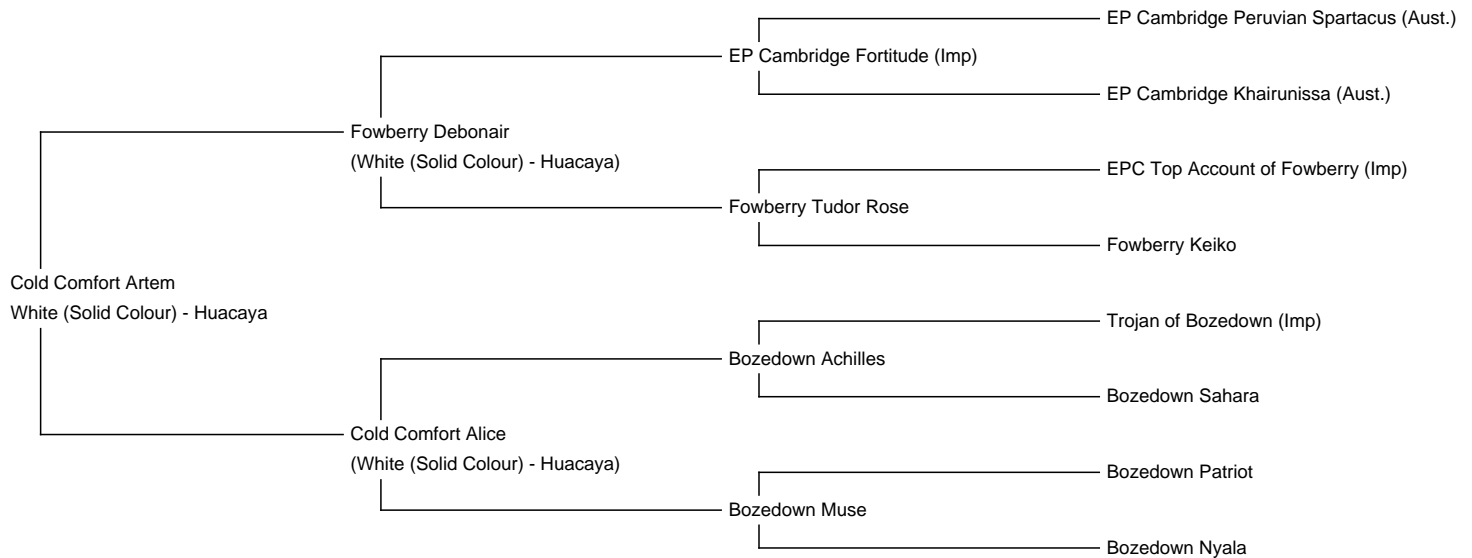 EP Cambridge Peruvian Spartacus (Aust.)
EP Cambridge Fortitude (Imp)
EP Cambridge Khairunissa (Aust.)
Fowberry Debonair
(White (Solid Colour) - Huacaya)
EPC Top Account of Fowberry (Imp)
Fowberry Tudor Rose
Fowberry Keiko
Cold Comfort Artem
White (Solid Colour) - Huacaya
Trojan of Bozedown (Imp)
Bozedown Achilles
Bozedown Sahara
Cold Comfort Alice
(White (Solid Colour) - Huacaya)
Bozedown Patriot
Bozedown Muse
Bozedown Nyala